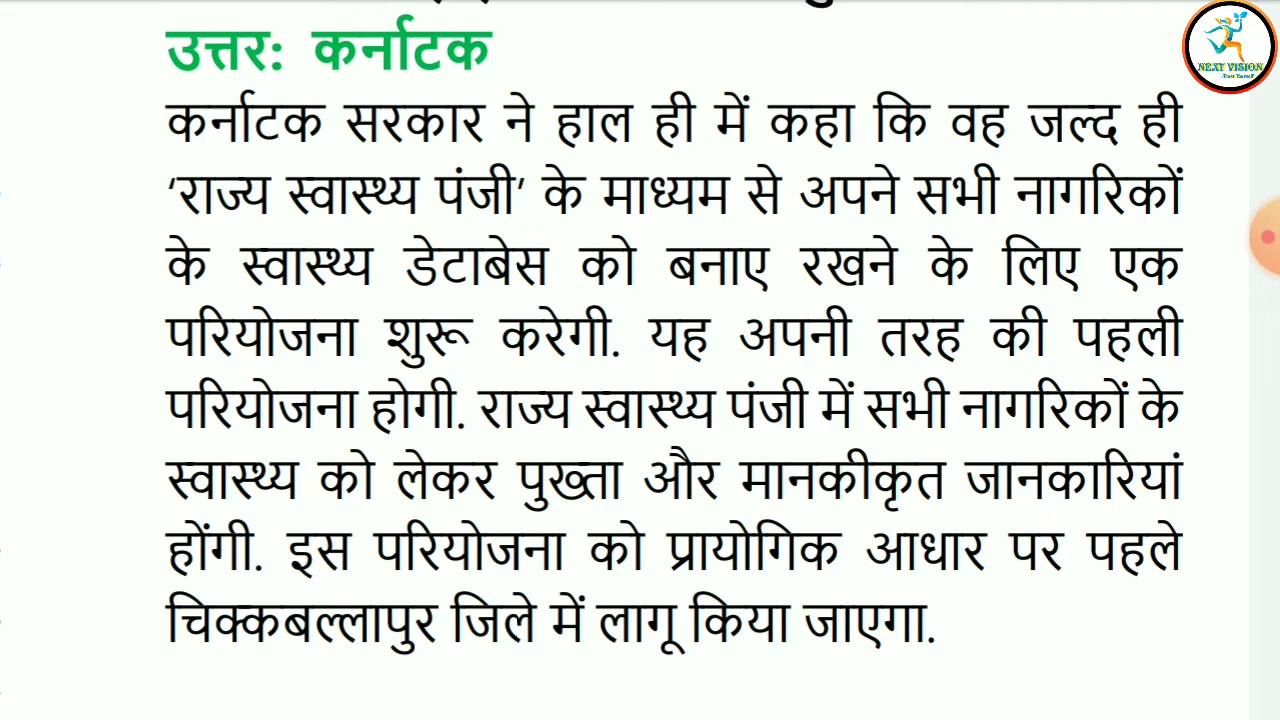 उत्तर: कर्नाटक
कर्नाटक सरकार ने हाल ही में कहा कि वह जल्द ही
‘राज्य स्वास्थ्य पंजी’ के माध्यम से अपने सभी नागरिकों
के स्वास्थ्य डेटाबेस को बनाए रखने के लिए एक
परियोजना शुरू करेगी. यह अपनी तरह की पहली
परियोजना होगी. राज्य स्वास्थ्य पंजी में सभी नागरिकों के
स्वास्थ्य को लेकर पुख्ता और मानकीकृत जानकारियां
होंगी. इस परियोजना को प्रायोगिक आधार पर पहले
चिक्कबल्लापुर जिले में लागू किया जाएगा.
NEXT VISION
-Trust Yourself